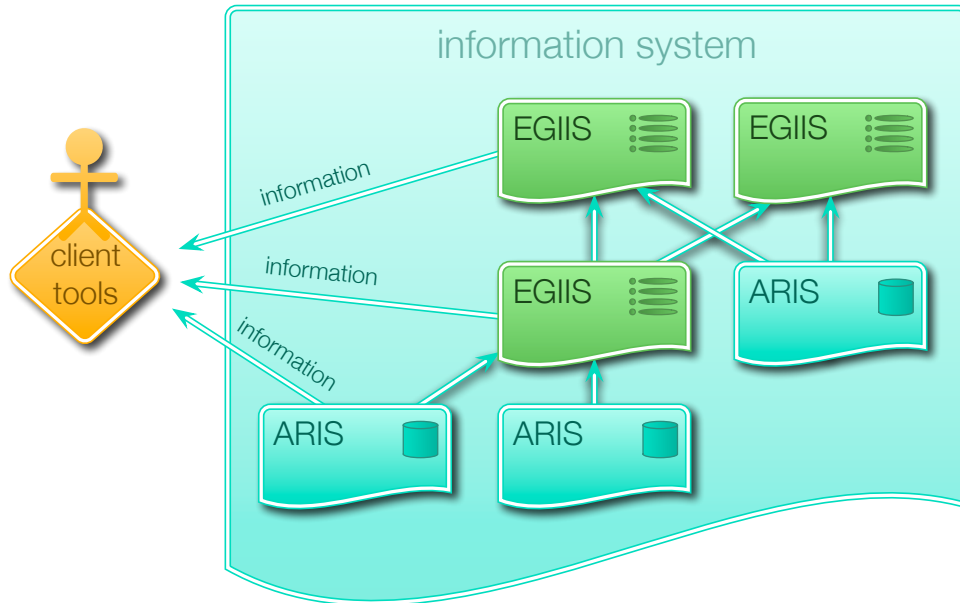 information system
EGIIS
EGIIS
information
client
tools
information
EGIIS
ARIS
information
ARIS
ARIS